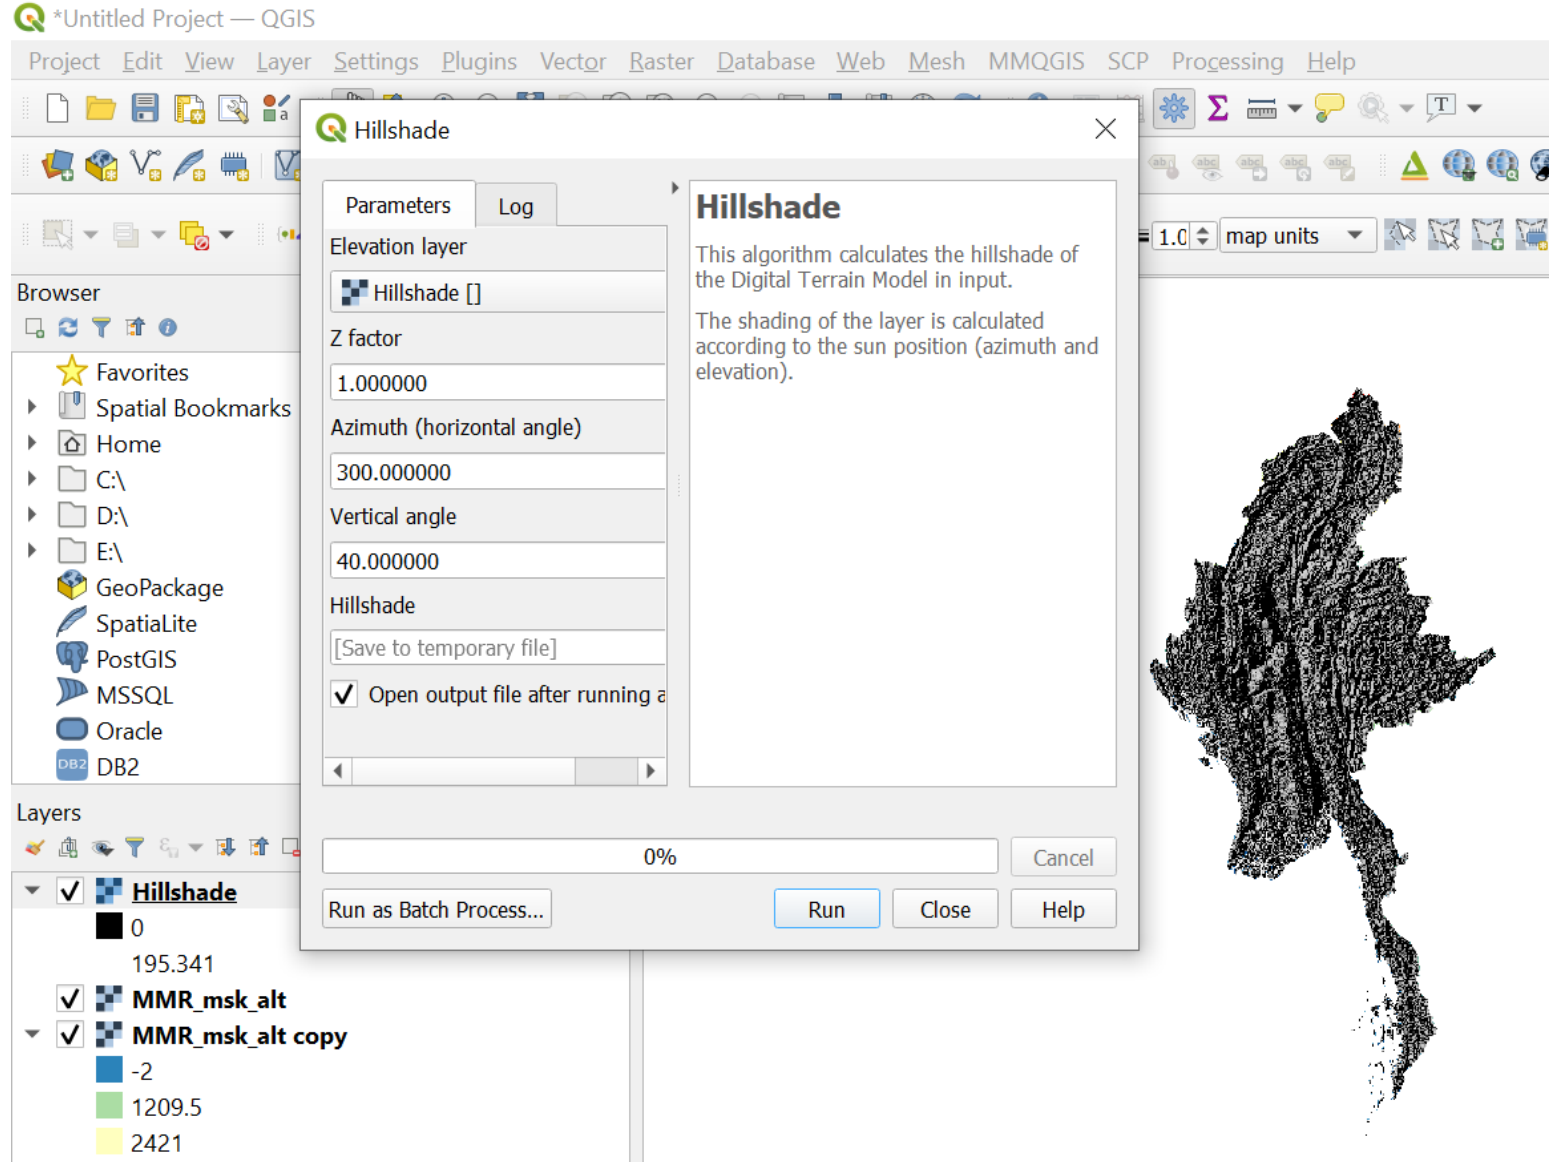 *Untitled Project — QGIS
Project Edit View Layer Settings Plugins Vector Raster Database Web Mesh MMQGIS SCP Processing Help
Hillshade
Parameters
Log
Elevation layer
Hillshade []
Z factor
1.000000
Azimuth (horizontal angle)
300.000000
Vertical angle
40.000000
Hillshade
[Save to temporary file]
Open output file after running a
Hillshade
This algorithm calculates the hillshade of
the Digital Terrain Model in input.
The shading of the layer is calculated
according to the sun position (azimuth and
elevation).
0%
Cancel
Run as Batch Process...
Run
Close
Help
1.0
map units
Browser
Favorites
Spatial Bookmarks
Home
C:\
D:\
E:\
GeoPackage
SpatiaLite
PostGIS
MSSQL
Oracle
DB2 DB2
Layers
Hillshade
0
195.341
MMR_msk_alt
MMR_msk_alt copy
-2
1209.5
2421